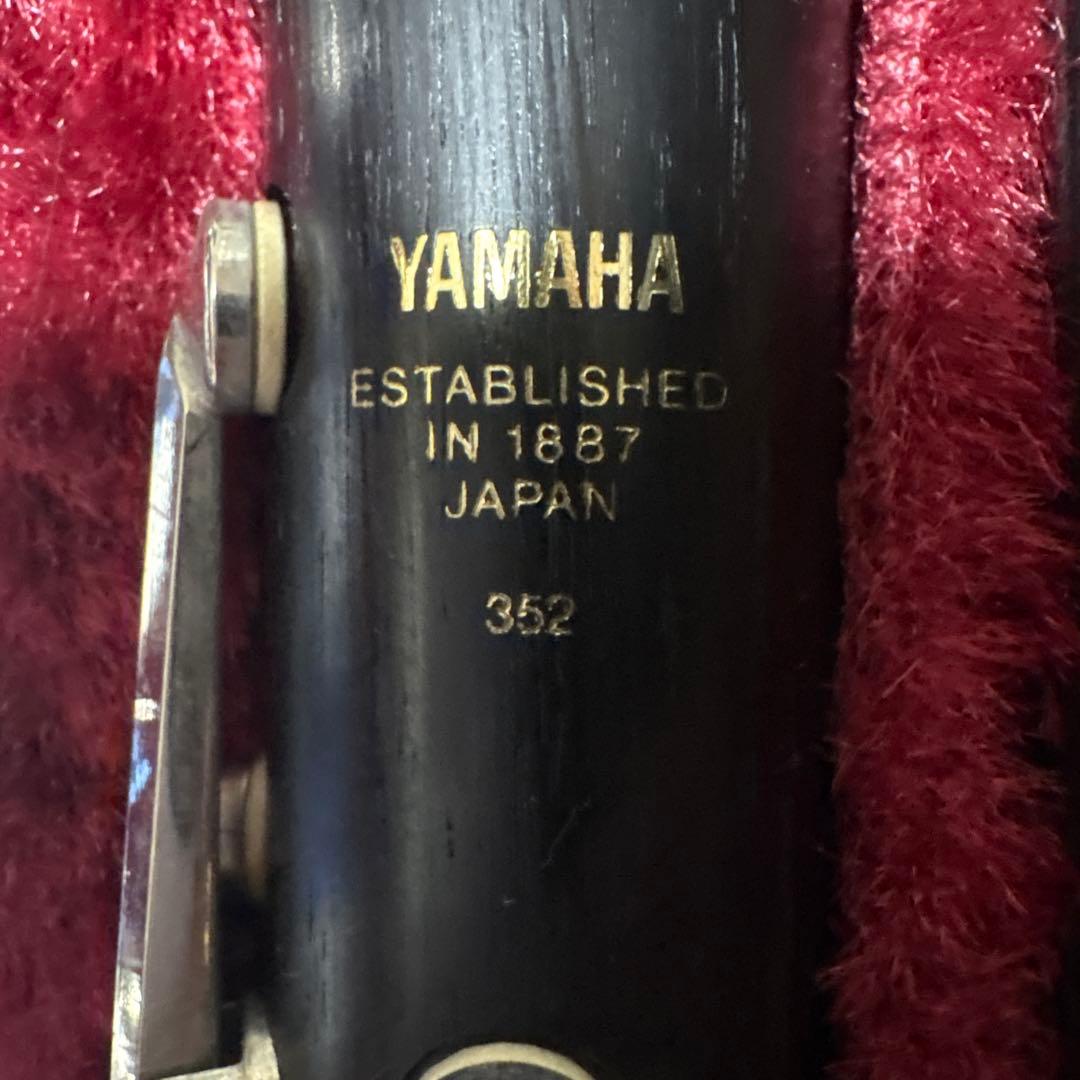 YAMAHA
ESTABLISHED
IN 1887
JAPAN
352